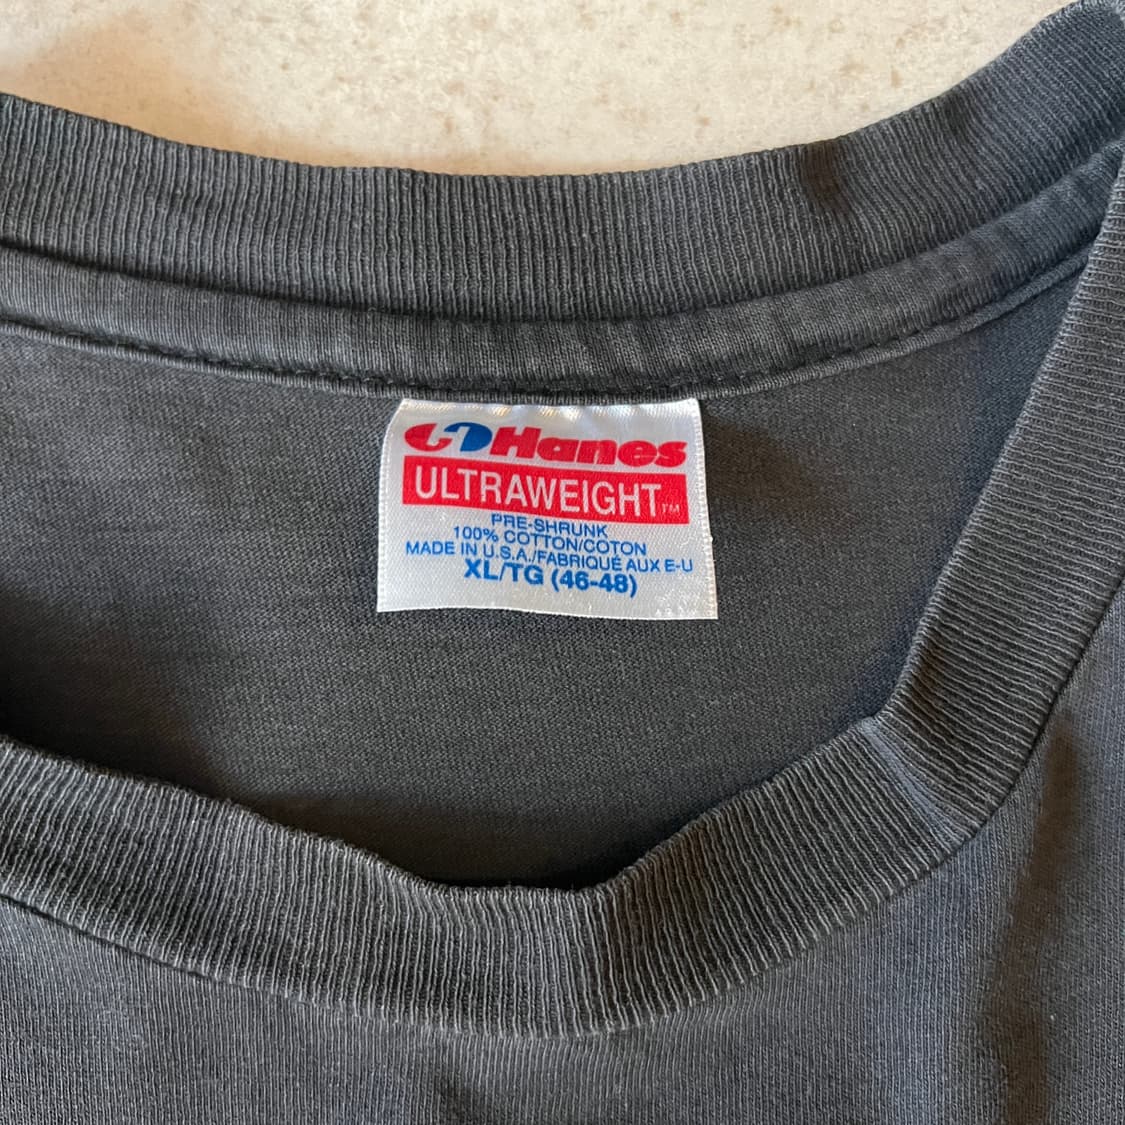 Hanes
ULTRAWEIGHT™
PRE-SHRUNK
100% COTTON/COTON
MADE IN U.S.A./FABRIQUÉ AUX E-U
XL/TG (46-48)